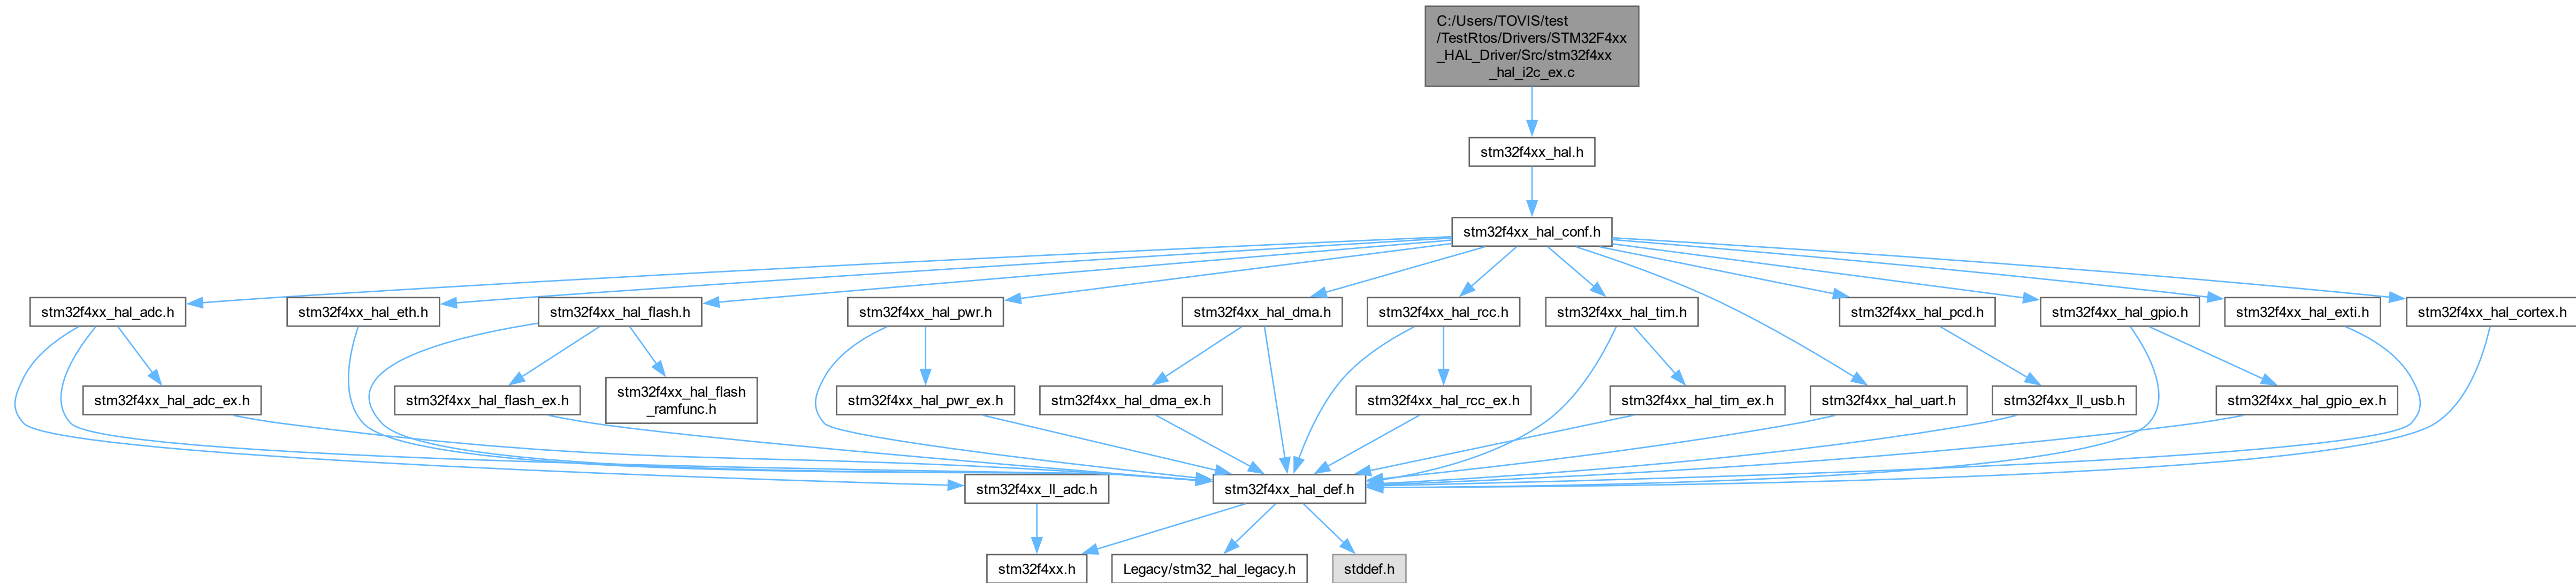 C:/Users/TOVIS/test
/TestRtos/Drivers/STM32F4xx
_HAL_Driver/Src/stm32f4xx
_hal_i2c_ex.c
stm32f4xx_hal.h
stm32f4xx_hal_conf.h
stm32f4xx_hal_adc.h
stm32f4xx_hal_eth.h
stm32f4xx_hal_flash.h
stm32f4xx_hal_pwr.h
stm32f4xx_hal_dma.h
stm32f4xx_hal_rcc.h
stm32f4xx_hal_tim.h
stm32f4xx_hal_pcd.h
stm32f4xx_hal_gpio.h
stm32f4xx_hal_exti.h
stm32f4xx_hal_cortex.h
stm32f4xx_hal_adc_ex.h
stm32f4xx_hal_flash_ex.h
stm32f4xx_hal_flash
_ramfunc.h
stm32f4xx_hal_pwr_ex.h
stm32f4xx_hal_dma_ex.h
stm32f4xx_hal_rcc_ex.h
stm32f4xx_hal_tim_ex.h
stm32f4xx_hal_uart.h
stm32f4xx_ll_usb.h
stm32f4xx_hal_gpio_ex.h
stm32f4xx_ll_adc.h
stm32f4xx_hal_def.h
stm32f4xx.h
Legacy/stm32_hal_legacy.h
stddef.h